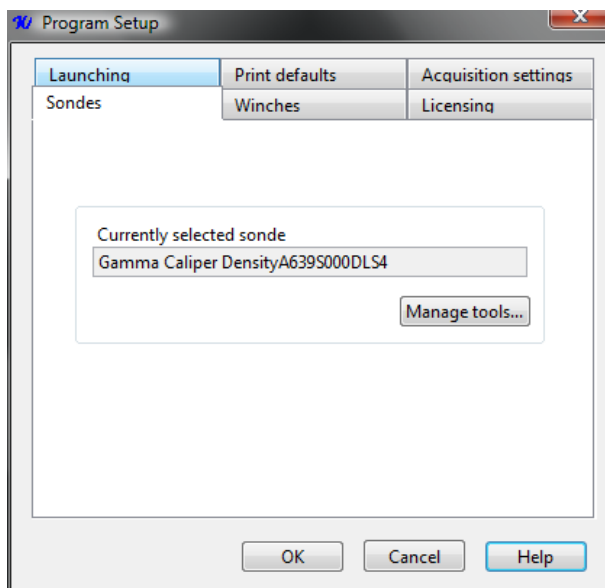 Program Setup
Launching
Print defaults
Acquisition settings
Sondes
Winches
Licensing
Currently selected sonde
Gamma Caliper DensityA639S000DLS4
Manage tools...
OK
Cancel
Help